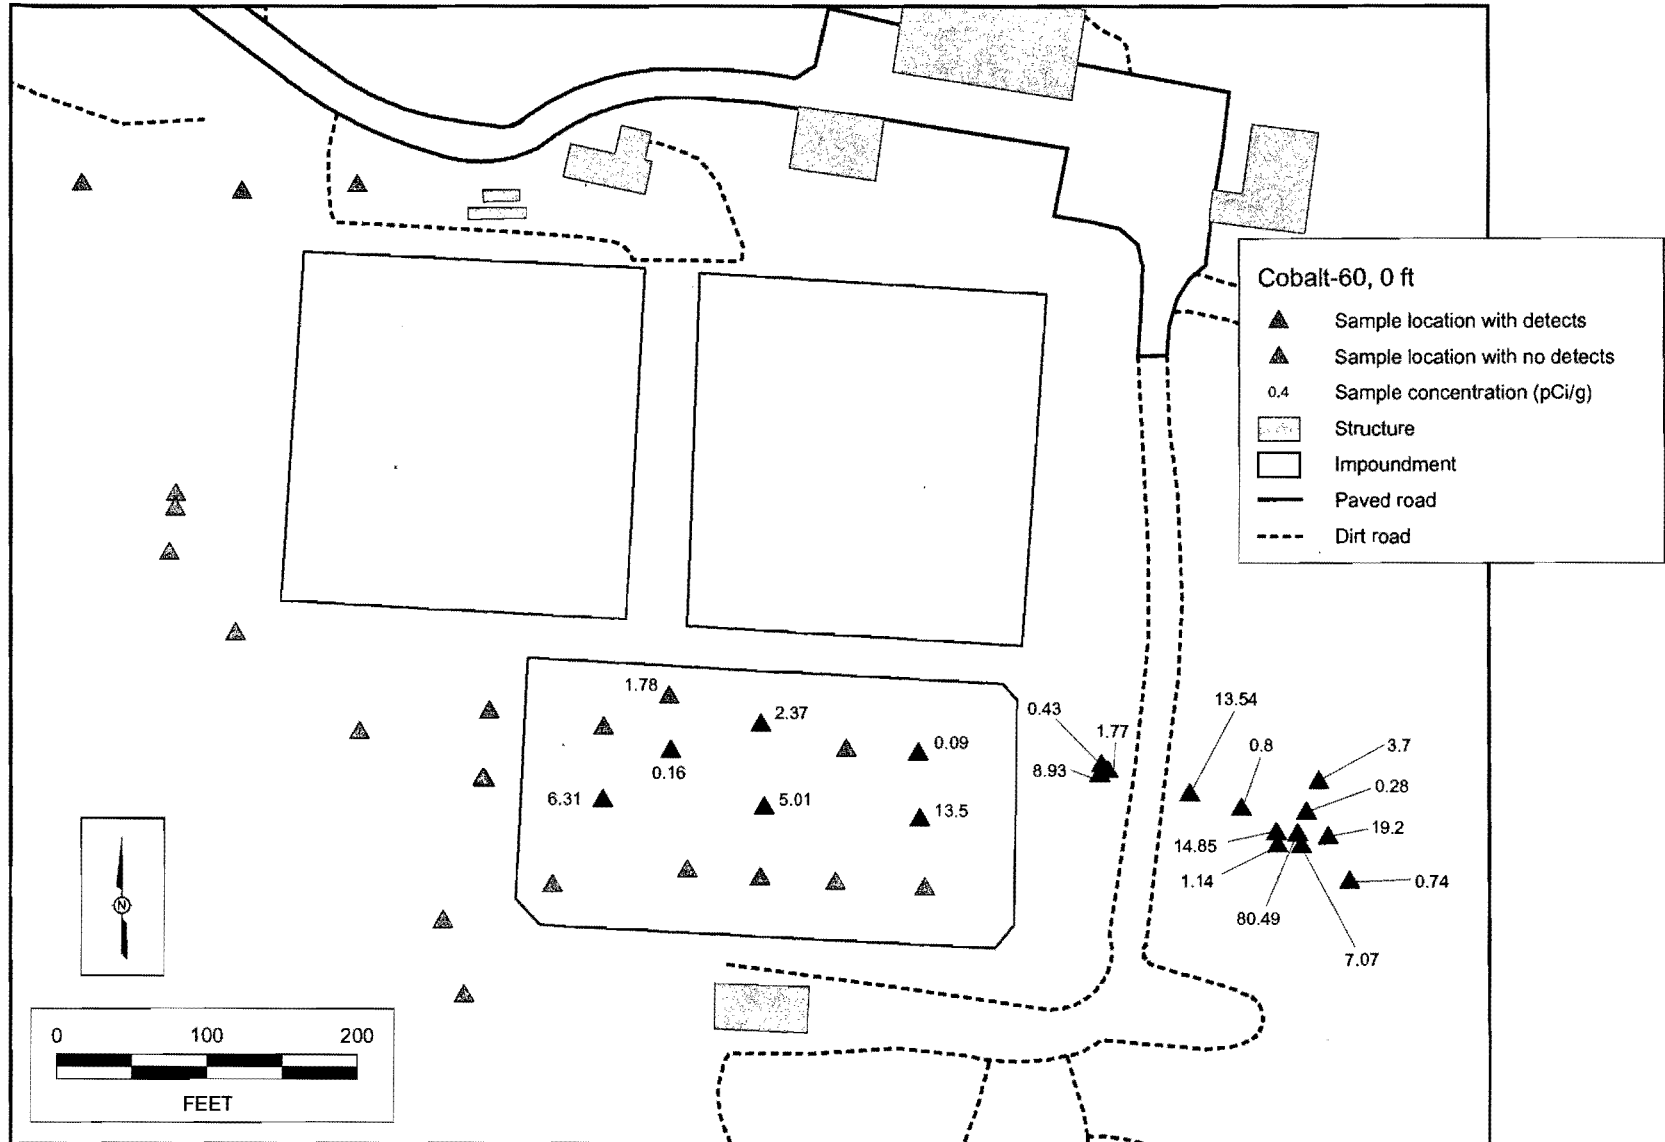 Cobalt-60, 0 ft
Sample location with detects
Sample location with no detects
0.4 Sample concentration (pCi/g)
Structure
Impoundment
Paved road
Dirt road
1.78
2.37
0.09
0.16
6.31
5.01
13.5
0.43
1.77
8.93
13.54
0.8
3.7
0.28
19.2
14.85
1.14
0.74
80.49
7.07
N
0 100 200
FEET